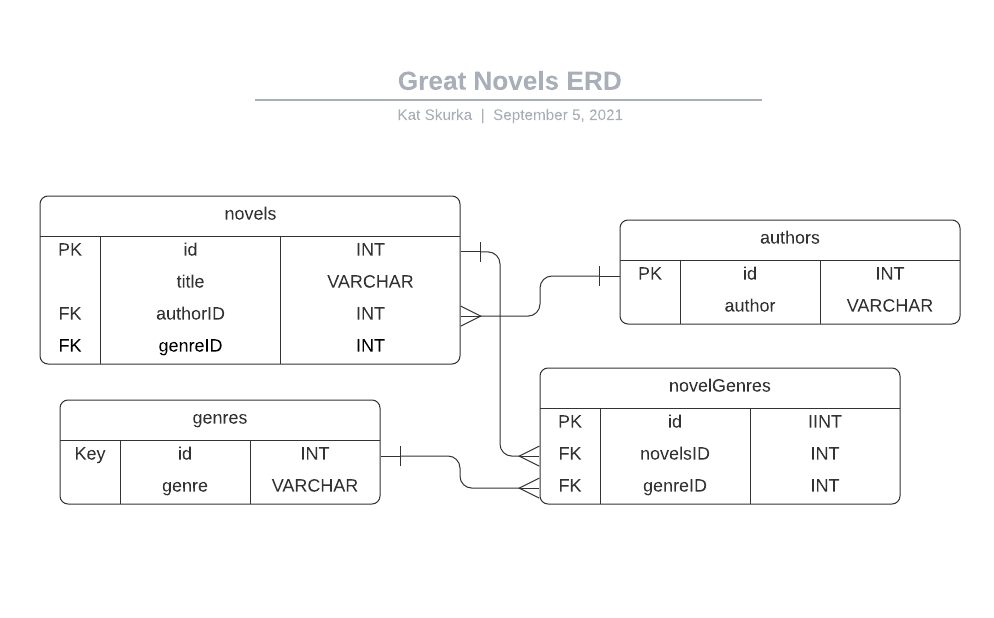 Great Novels ERD
Kat Skurka | September 5, 2021
novels
PK id INT
title VARCHAR
FK authorID INT
FK genreID INT
authors
PK id INT
author VARCHAR
genres
Key id INT
genre VARCHAR
novelGenres
PK id IINT
FK novelsID INT
FK genreID INT